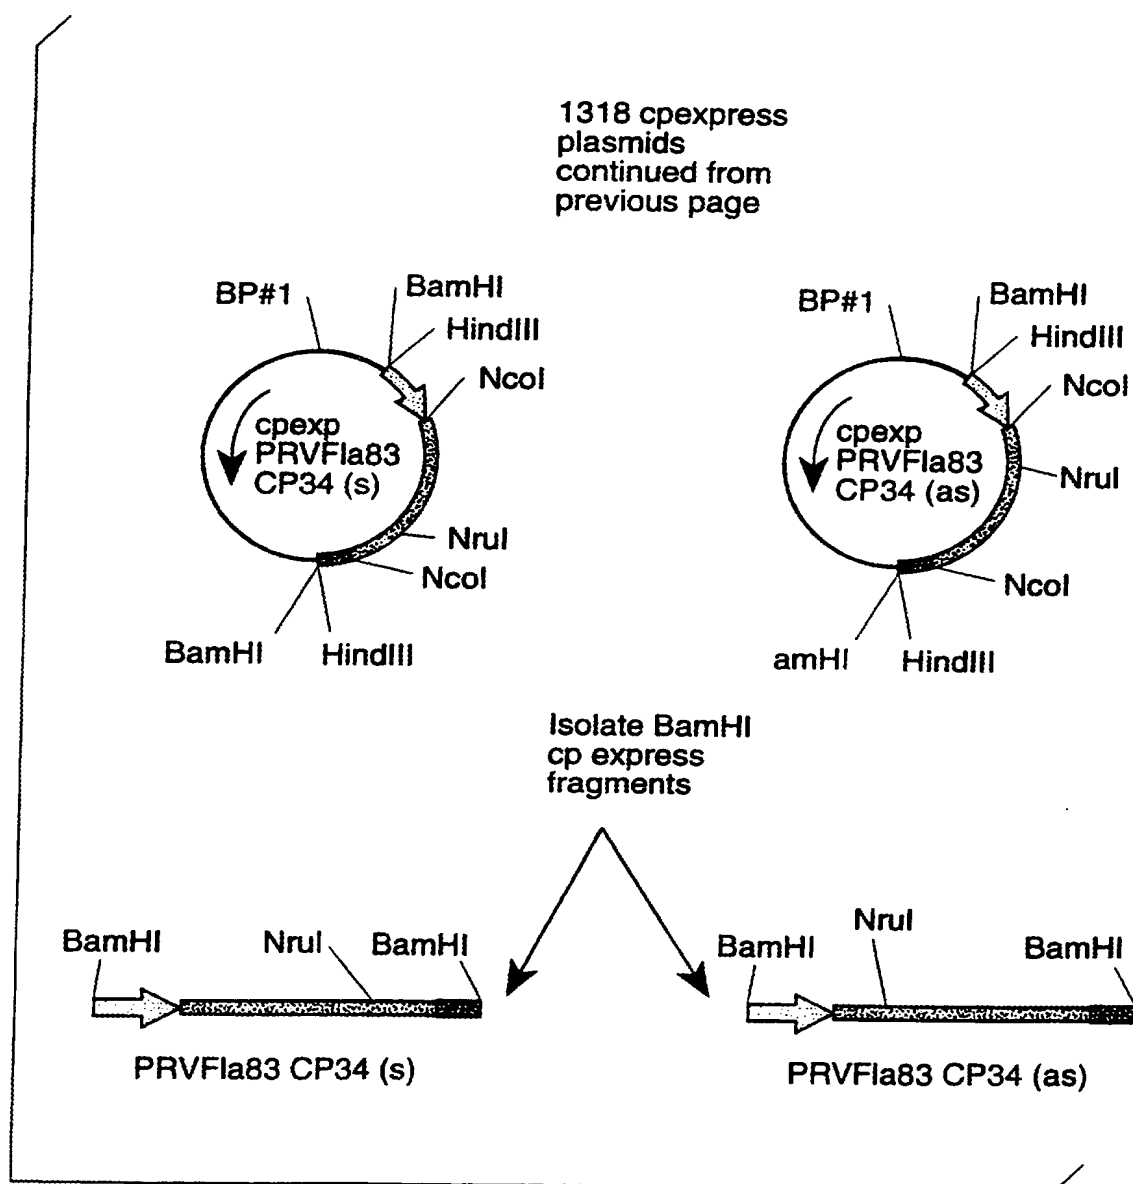 1318 cpexpress
plasmids
continued from
previous page
BP#1
BamHI
HindIII
NcoI
cpexp
PRVFla83
CP34 (s)
NruI
NcoI
BamHI
HindIII
BP#1
BamHI
HindIII
NcoI
cpexp
PRVFla83
CP34 (as)
NruI
NcoI
amHI
HindIII
Isolate BamHI
cp express
fragments
BamHI
NruI
BamHI
PRVFla83 CP34 (s)
BamHI
NruI
BamHI
PRVFla83 CP34 (as)